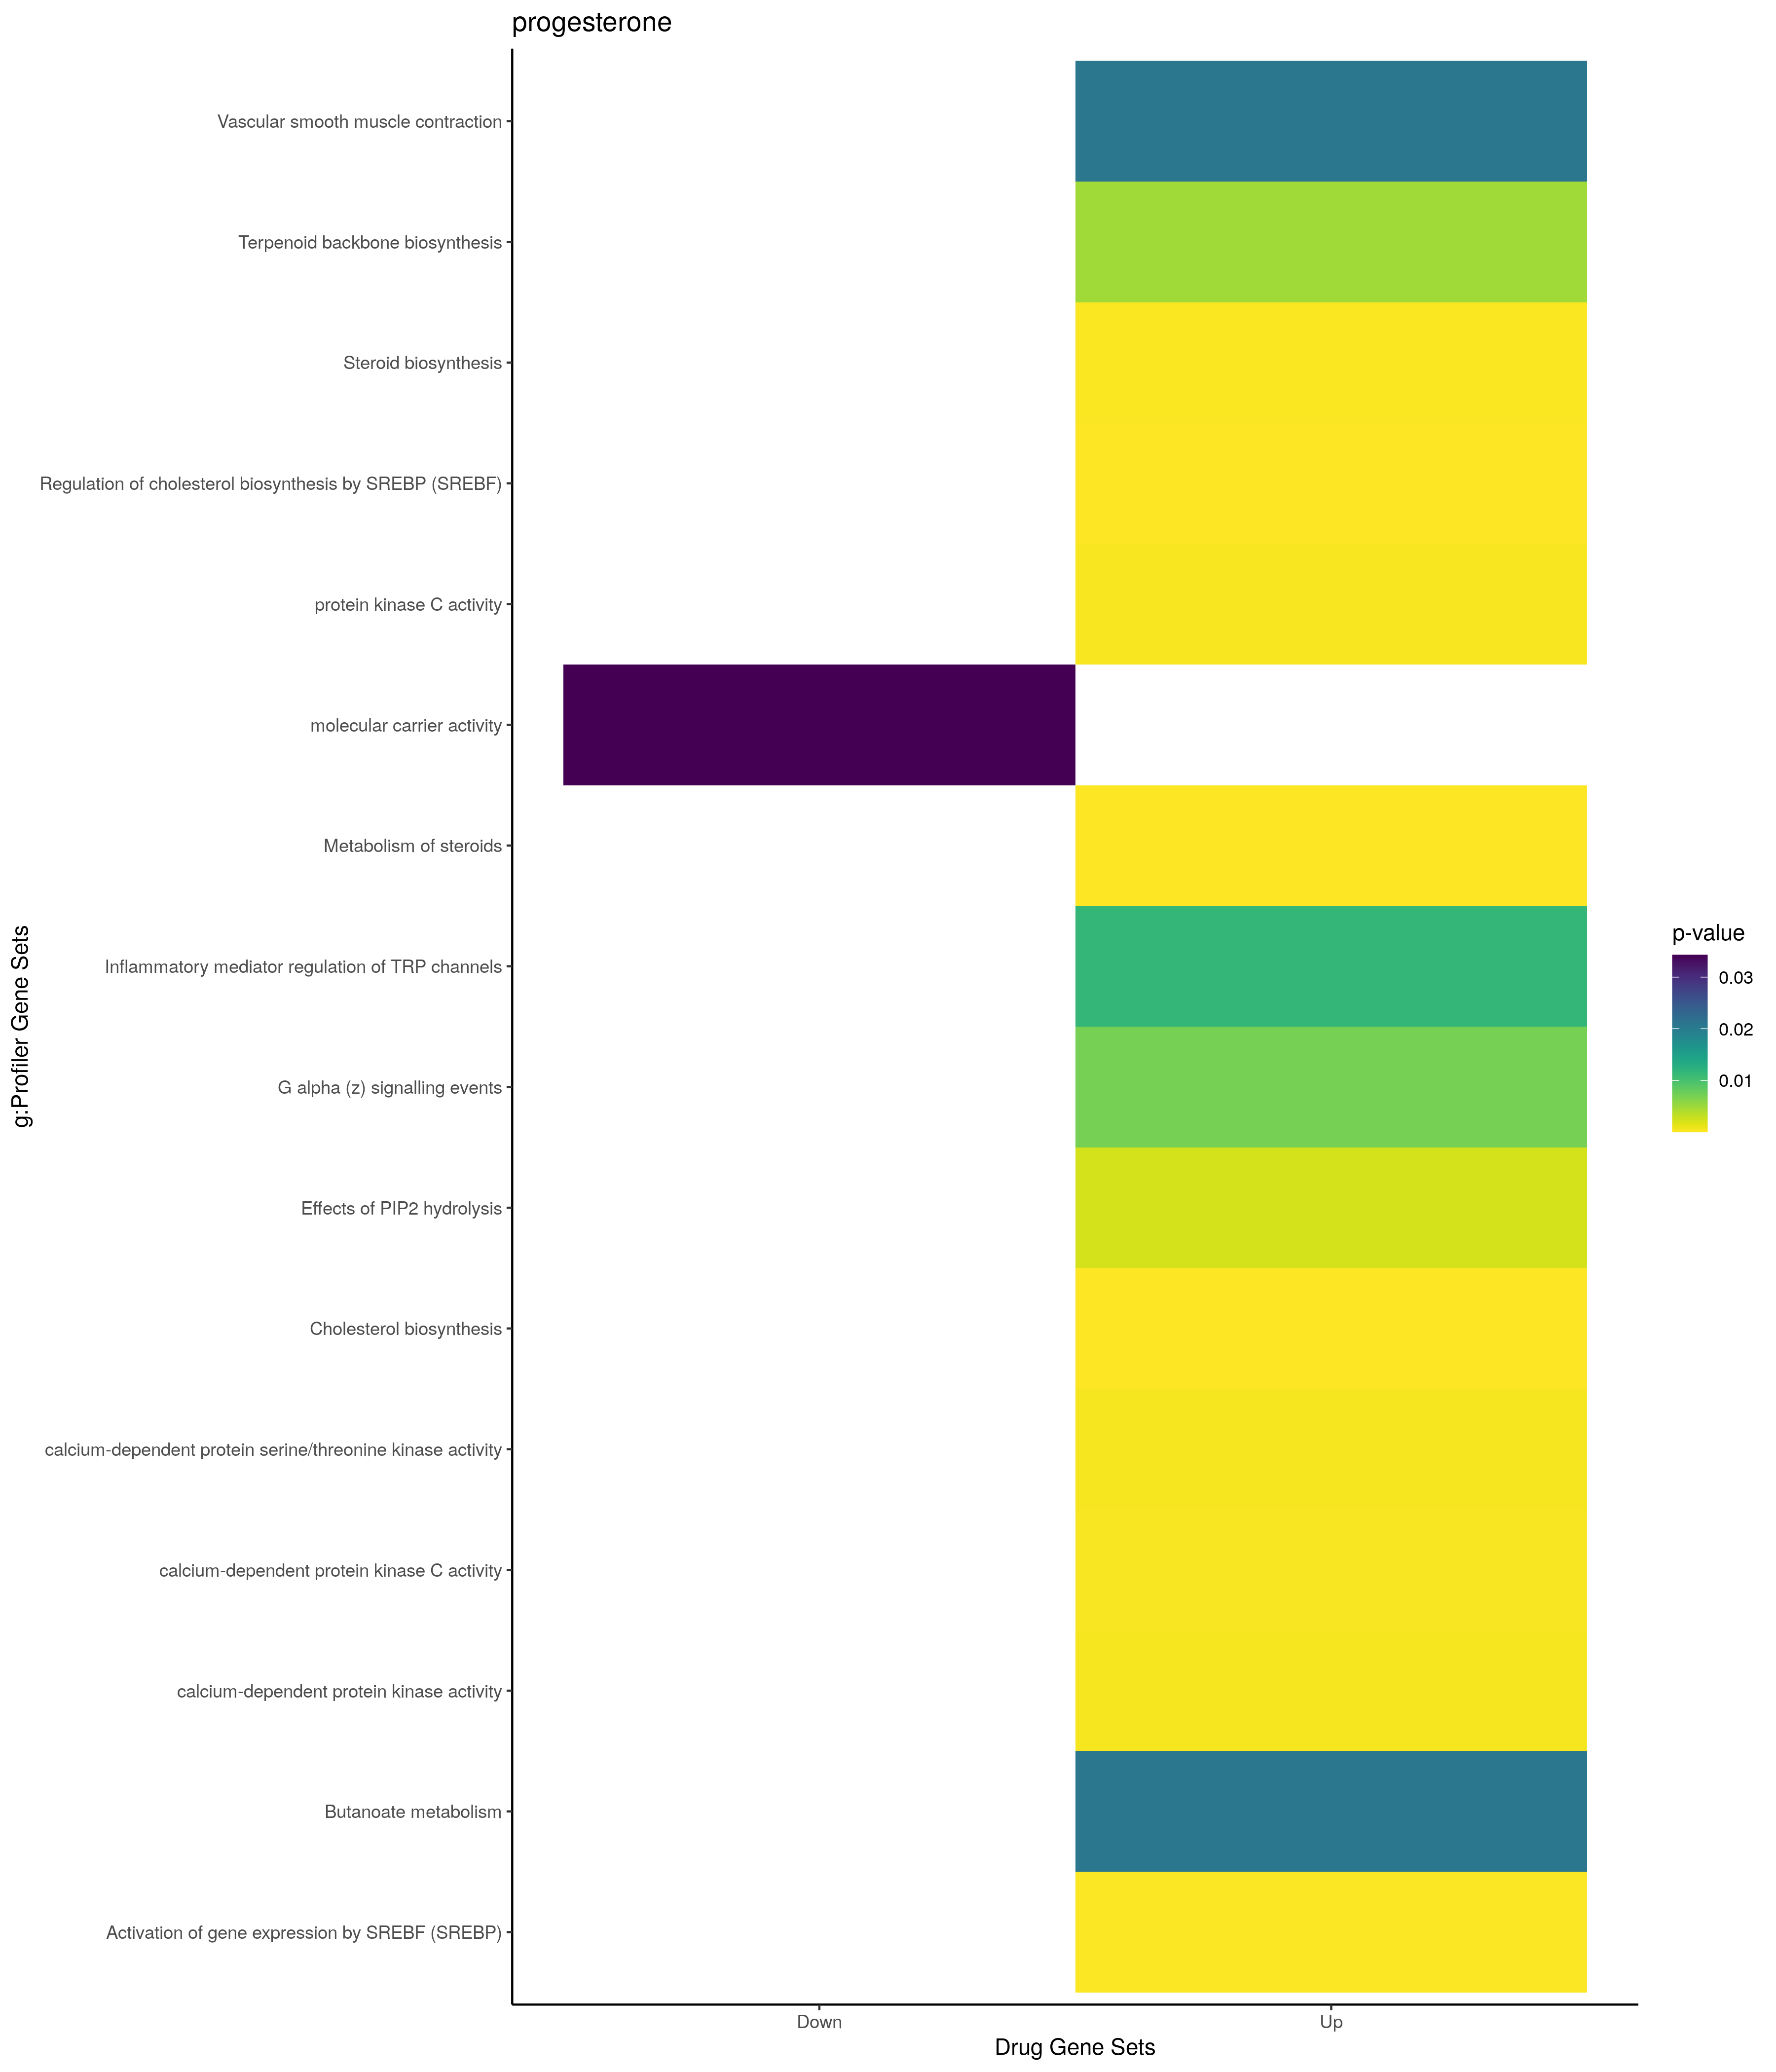 progesterone
Vascular smooth muscle contraction
Terpenoid backbone biosynthesis
Steroid biosynthesis
Regulation of cholesterol biosynthesis by SREBP (SREBF)
protein kinase C activity
molecular carrier activity
Metabolism of steroids
Inflammatory mediator regulation of TRP channels
G alpha (z) signalling events
Effects of PIP2 hydrolysis
Cholesterol biosynthesis
calcium-dependent protein serine/threonine kinase activity
calcium-dependent protein kinase C activity
calcium-dependent protein kinase activity
Butanoate metabolism
Activation of gene expression by SREBF (SREBP)
g:Profiler Gene Sets
Down
Up
Drug Gene Sets
p-value
0.03
0.02
0.01